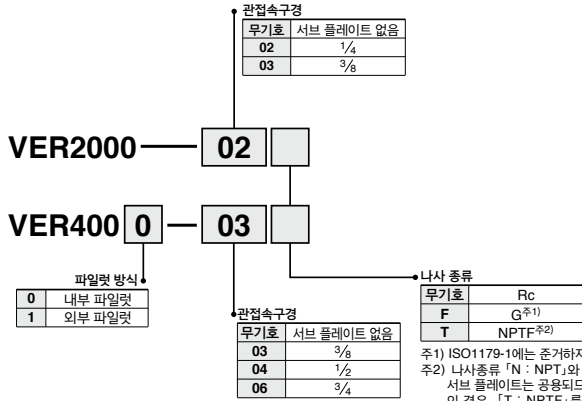 관접속구경
무기호 서브 플레이트 없음
02 1/4
03 3/8
VER2000 — 02
VER400 0 — 03
파일럿 방식
0 내부 파일럿
1 외부 파일럿
관접속구경
무기호 서브 플레이트 없음
03 3/8
04 1/2
06 3/4
나사 종류
무기호 Rc
F G주1)
T NPTF주2)
주1) ISO1179-1에는 준거하지
주2) 나사종류 「N : NPT」와
서브 플레이트는 공용되므
의 경우, 「T : NPTF」를